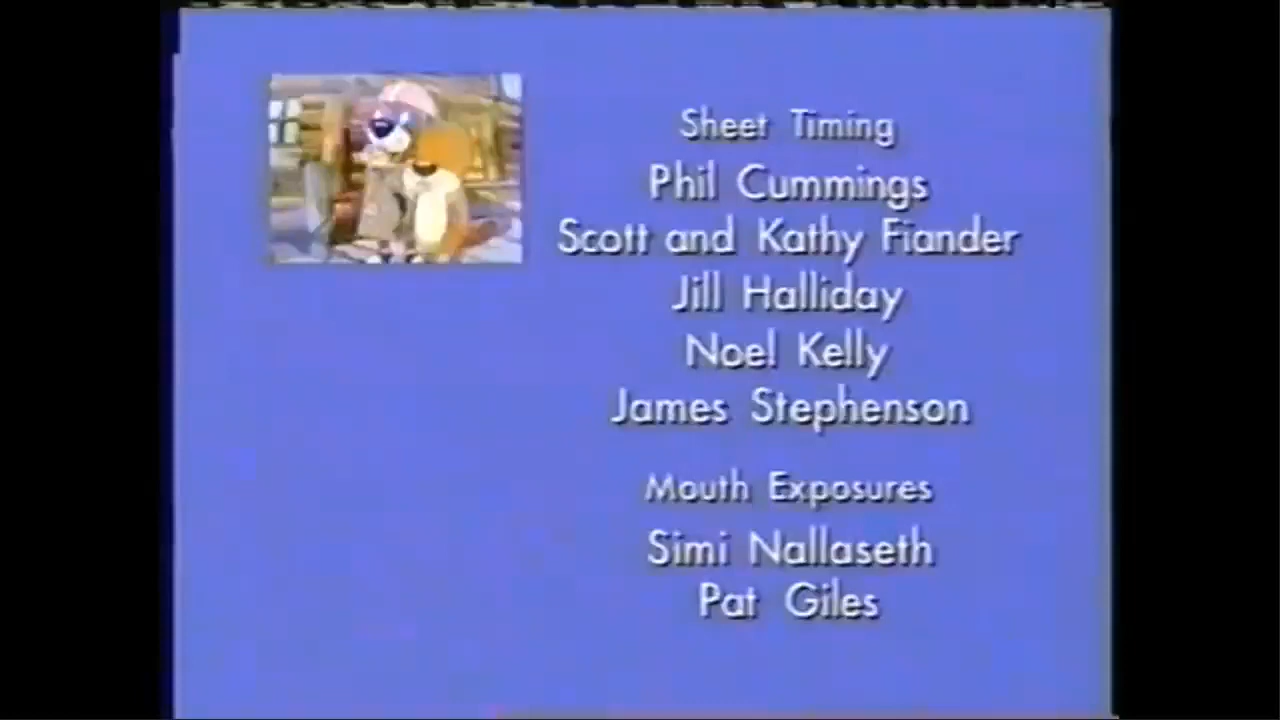 Sheet Timing
Phil Cummings
Scott and Kathy Fiander
Jill Halliday
Noel Kelly
James Stephenson
Mouth Exposures
Simi Nallaseth
Pat Giles